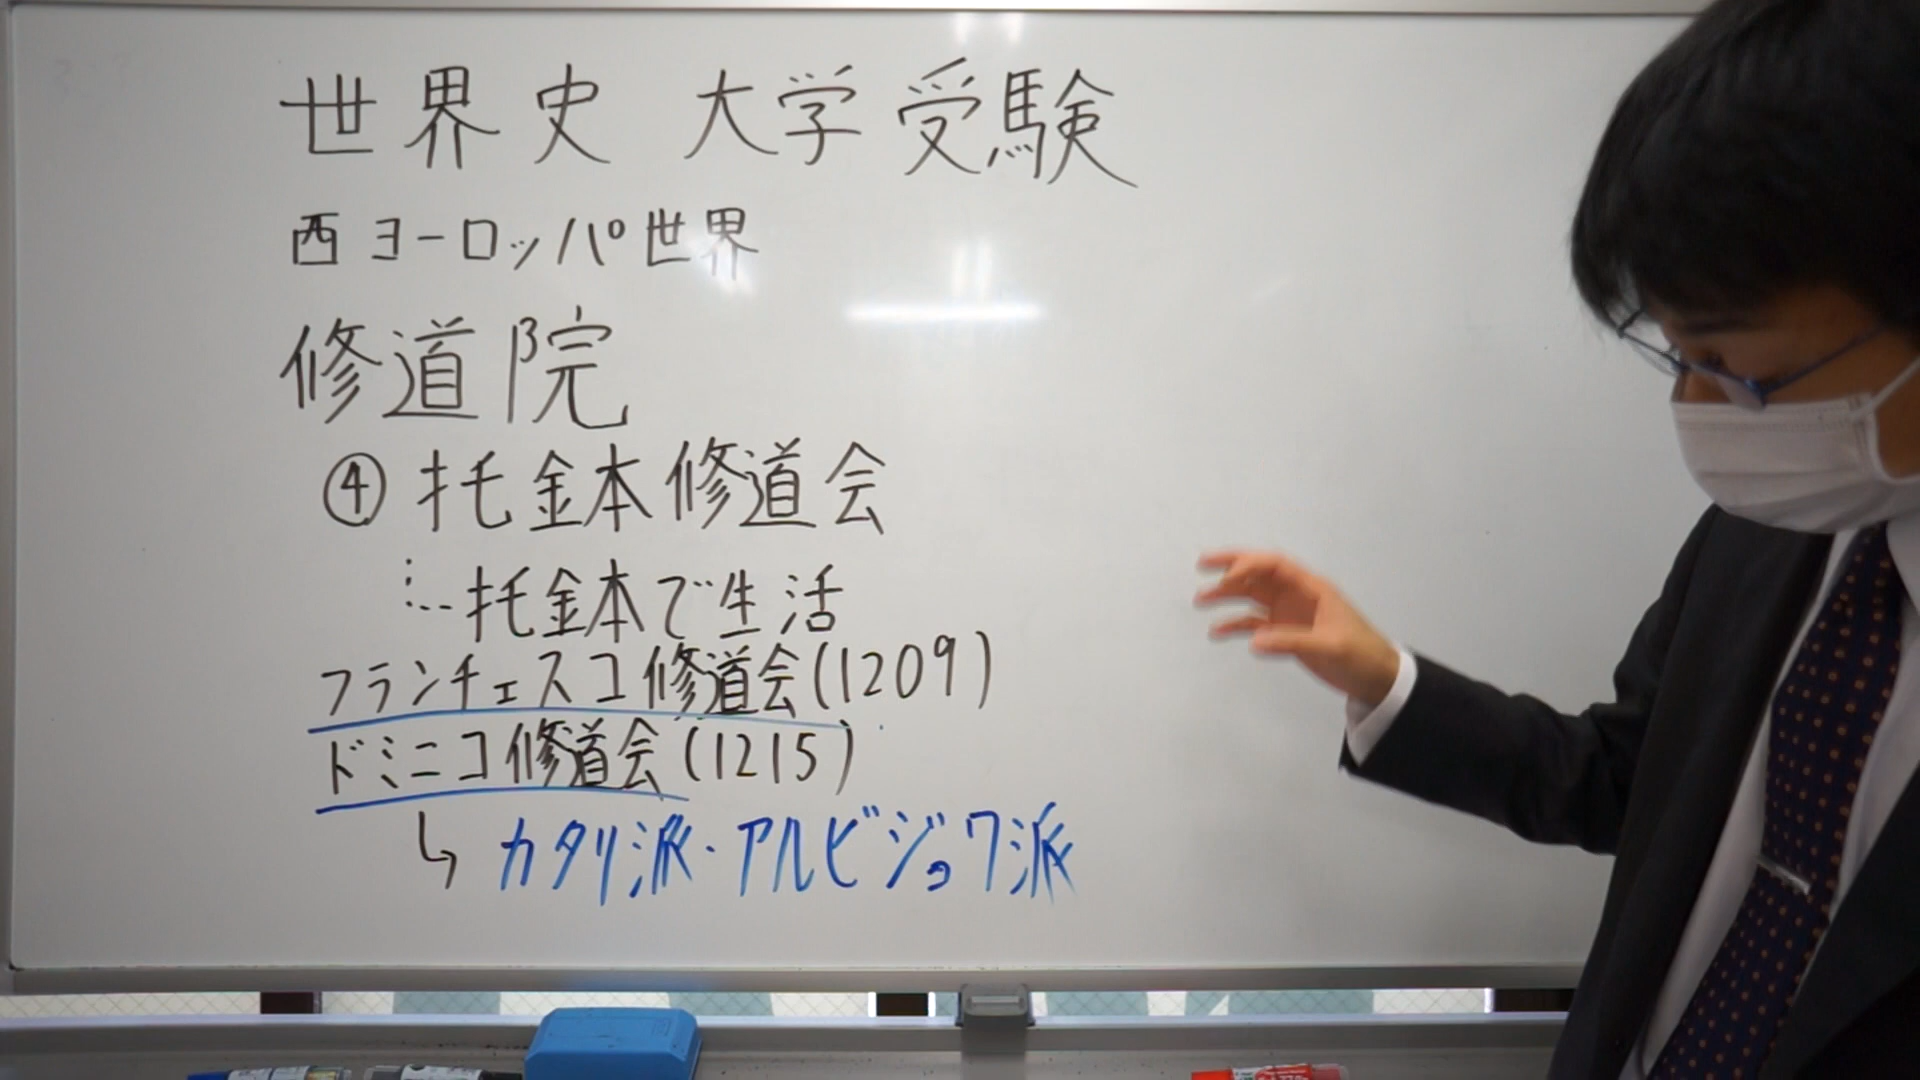 世界史 大学受験
西ヨーロッパ世界
修道院
④ 托鉢修道会
…托鉢で生活
フランチェスコ修道会(1209)
ドミニコ修道会(1215)
↳ カタリ派・アルビジョワ派